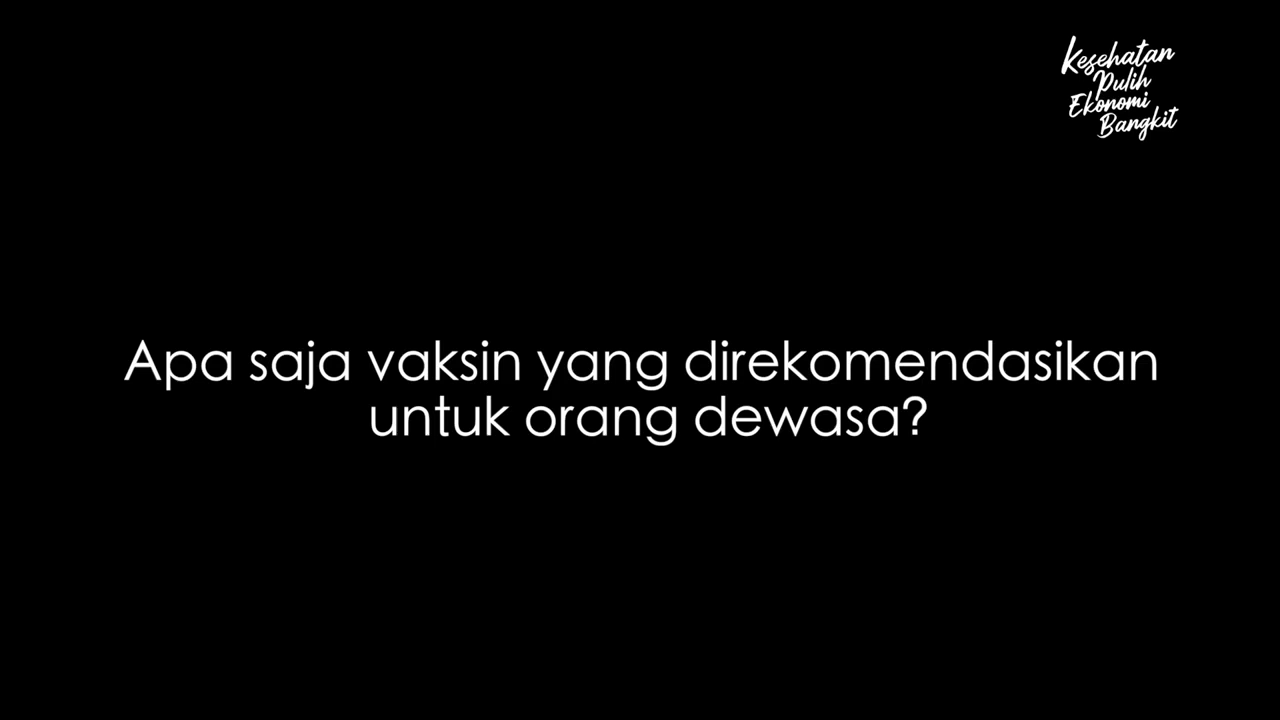 Kesehatan
Pulih
Ekonomi
Bangkit
Apa saja vaksin yang direkomendasikan
untuk orang dewasa?